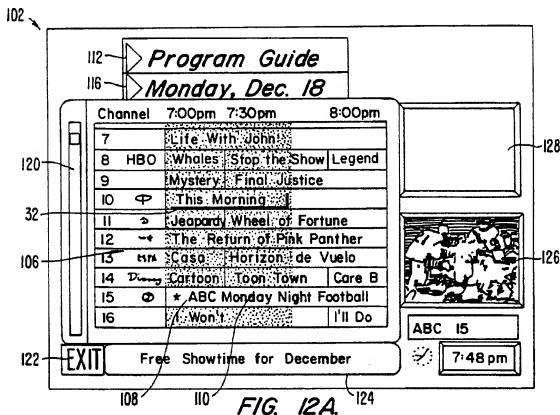 102
112
Program Guide
116
Monday, Dec. 18
Channel 7:00pm 7:30pm 8:00pm
7 Life With John
8 HBO Whales Stop the Show Legend
9 Mystery Final Justice
10 This Morning
11 Jeopardy Wheel of Fortune
12 The Return of Pink Panther
13 Casa Horizon de Vuelo
14 Disney Cartoon Toon Town Care B
15 * ABC Monday Night Football
16 I Won't I'll Do
120
32
106
128
126
ABC 15
7:48 pm
122
EXIT
Free Showtime for December
108
110
124
FIG. 12A.